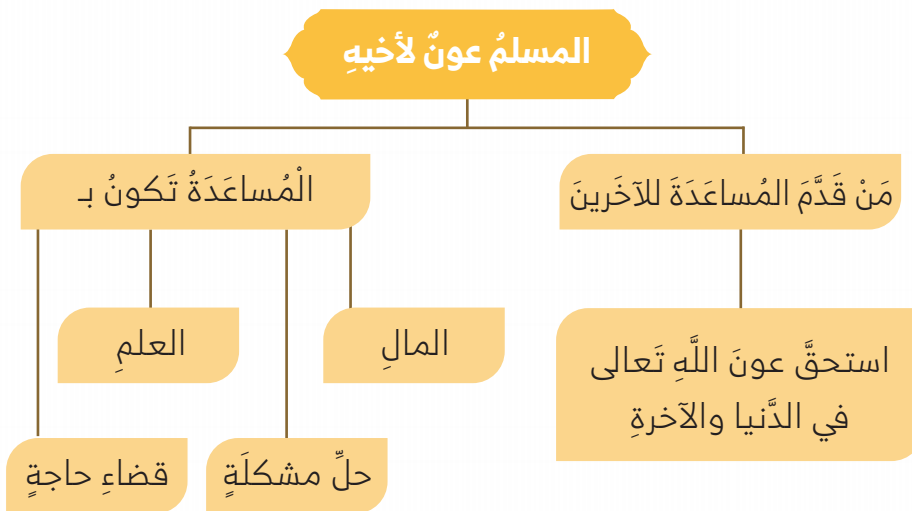 المسلمُ عونٌ لأخيهِ
مَنْ قَدَّمَ المُساعَدَةَ للآخَرينَ
الْمُساعَدَةُ تَكونُ بـ
استحقَّ عونَ اللَّهِ تَعالى
في الدَّنيا والآخرةِ
المالِ
العلمِ
حلِّ مشكلَةٍ
قضاءِ حاجةٍ